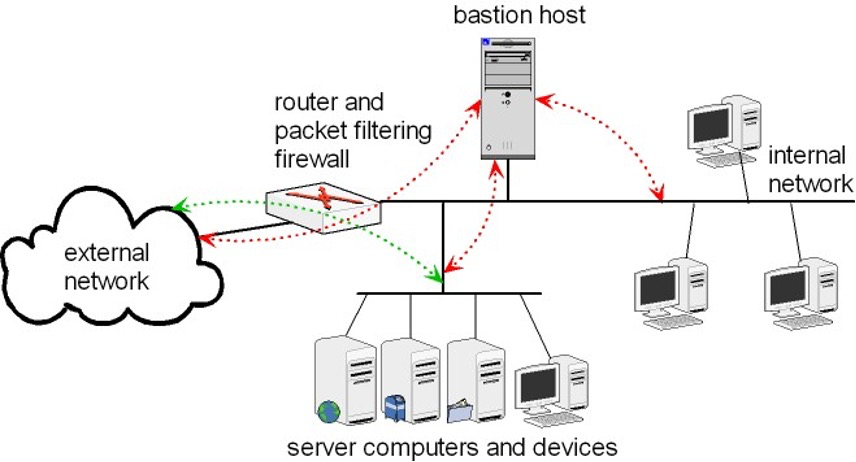 bastion host
router and
packet filtering
firewall
internal
network
external
network
server computers and devices